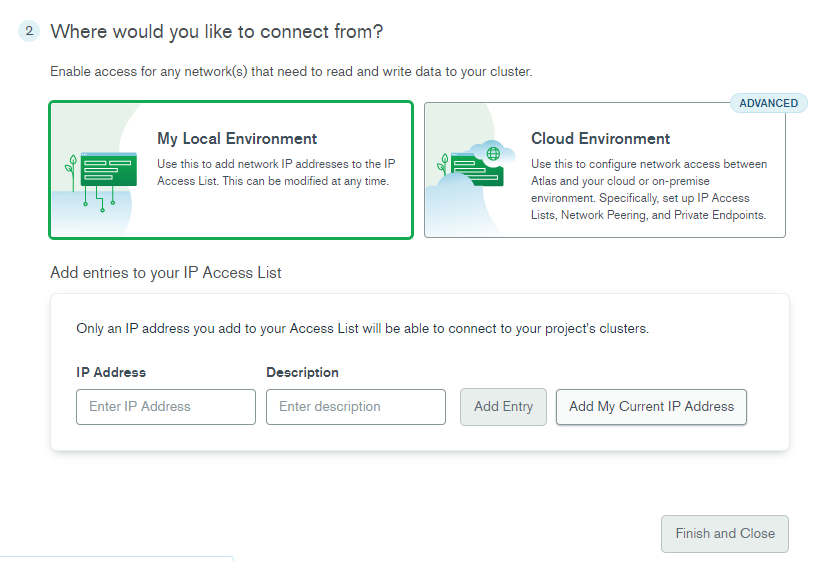 2
Where would you like to connect from?
Enable access for any network(s) that need to read and write data to your cluster.
ADVANCED
My Local Environment
Use this to add network IP addresses to the IP
Access List. This can be modified at any time.
Cloud Environment
Use this to configure network access between
Atlas and your cloud or on-premise
environment. Specifically, set up IP Access
Lists, Network Peering, and Private Endpoints.
Add entries to your IP Access List
Only an IP address you add to your Access List will be able to connect to your project's clusters.
IP Address
Description
Enter IP Address
Enter description
Add Entry
Add My Current IP Address
Finish and Close